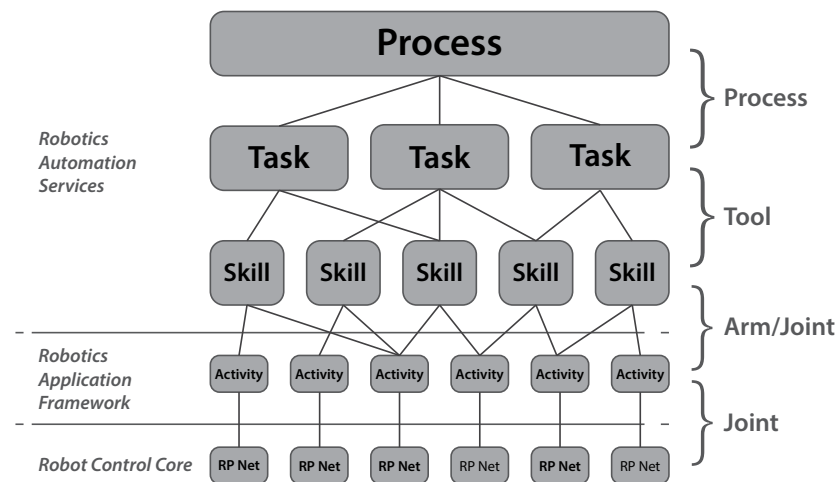 Process
Process
Robotics
Automation
Services
Task
Task
Task
Tool
Skill
Skill
Skill
Skill
Skill
Arm/Joint
Robotics
Application
Framework
Activity
Activity
Activity
Activity
Activity
Activity
Joint
Robot Control Core
RP Net
RP Net
RP Net
RP Net
RP Net
RP Net